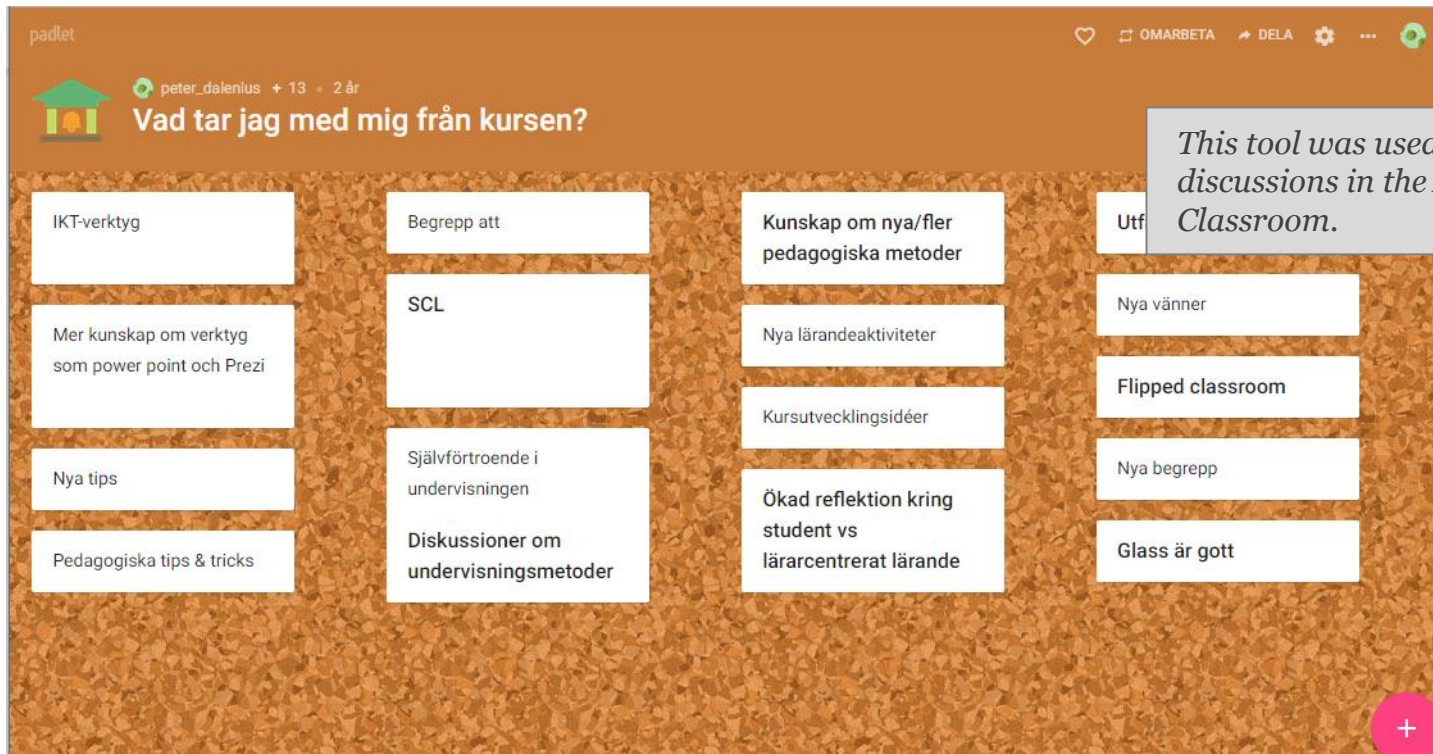 padlet
OMARBETA
DELA
peter_dalenius + 13 • 2 år
Vad tar jag med mig från kursen?
This tool was used
discussions in the
Classroom.
IKT-verktyg
Mer kunskap om verktyg
som power point och Prezi
Nya tips
Pedagogiska tips & tricks
Begrepp att
SCL
Självförtroende i
undervisningen
Diskussioner om
undervisningsmetoder
Kunskap om nya/fler
pedagogiska metoder
Nya lärandeaktiviteter
Kursutvecklingsidéer
Ökad reflektion kring
student vs
lärarcentrerat lärande
Nya vänner
Flipped classroom
Nya begrepp
Glass är gott